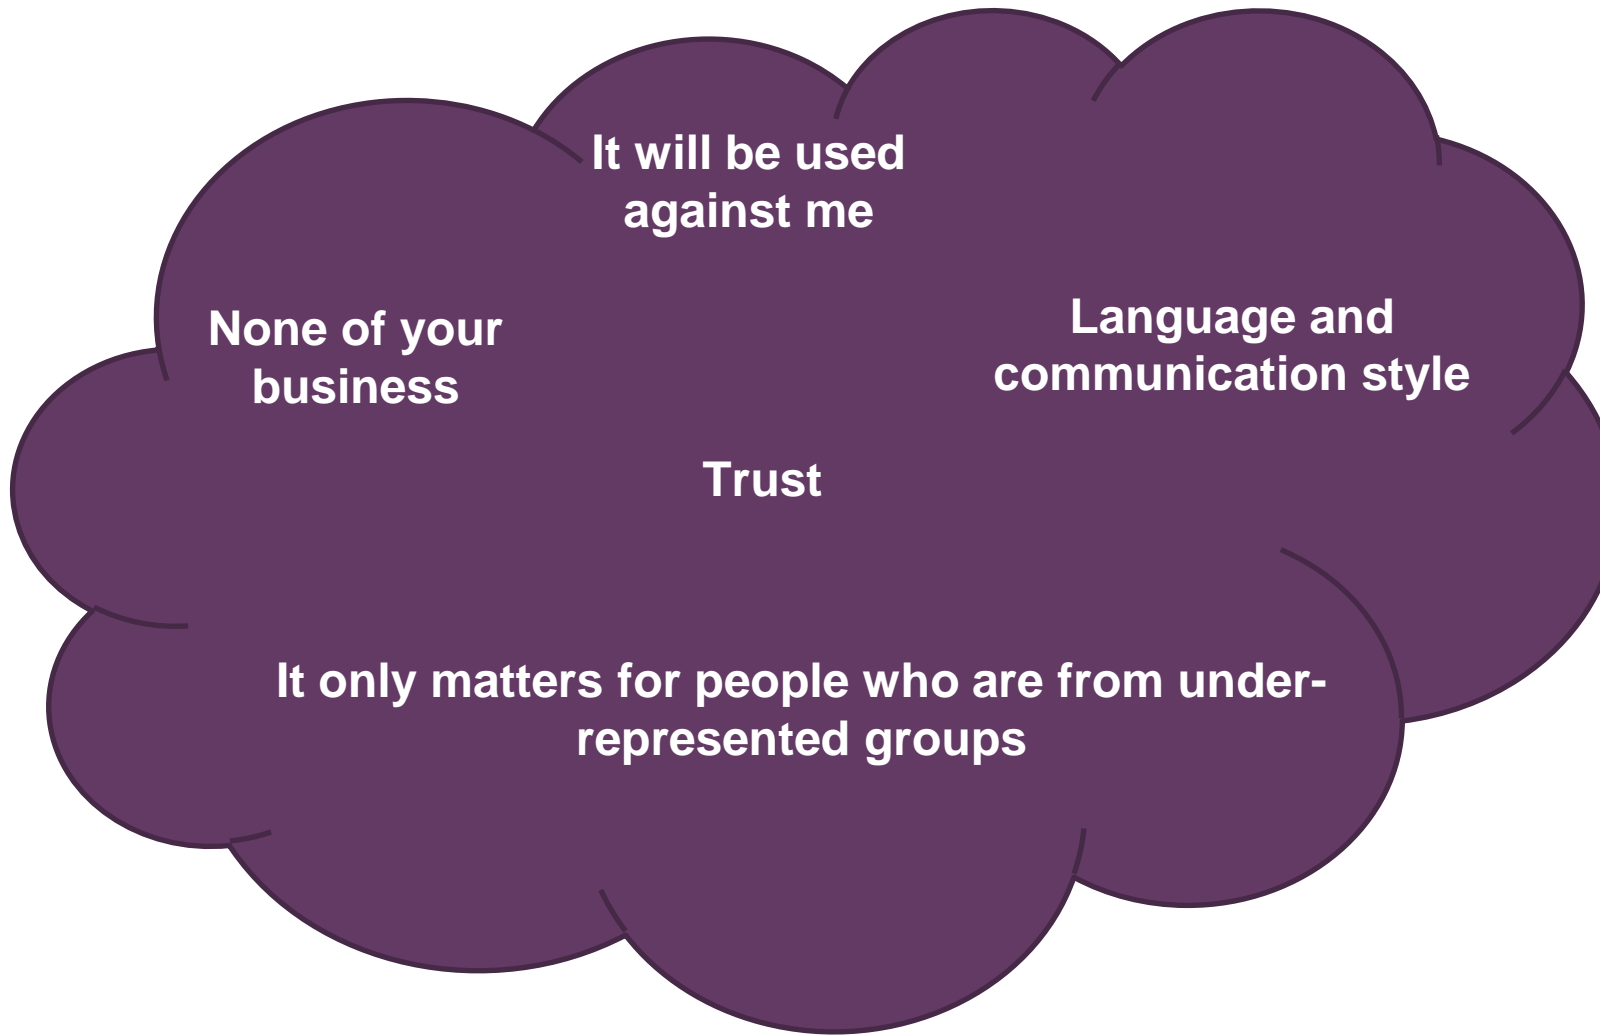 It will be used
against me
None of your
business
Language and
communication style
Trust
It only matters for people who are from under-
represented groups